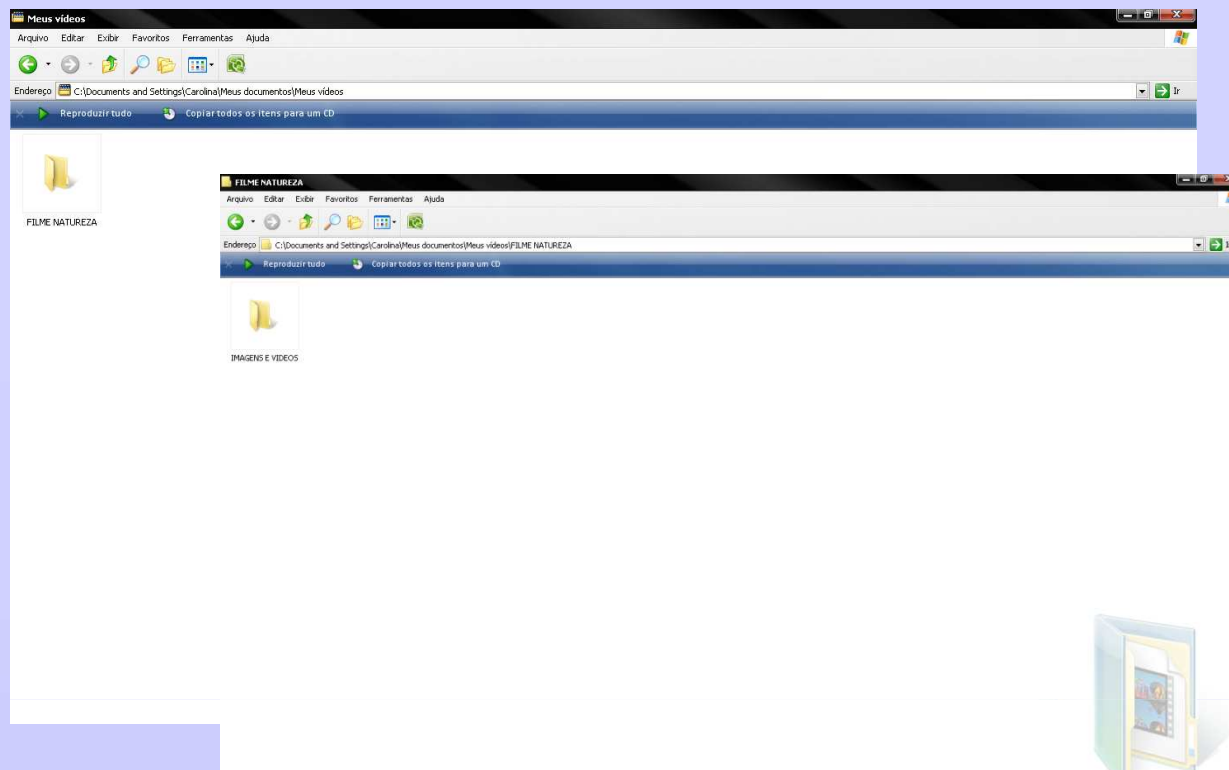 Meus vídeos
Arquivo Editar Exibir Favoritos Ferramentas Ajuda
Endereço C:\Documents and Settings\Carolina\Meus documentos\Meus vídeos Ir
Reproduzir tudo Copiar todos os itens para um CD
FILME NATUREZA
FILME NATUREZA
Arquivo Editar Exibir Favoritos Ferramentas Ajuda
Endereço C:\Documents and Settings\Carolina\Meus documentos\Meus vídeos\FILME NATUREZA
Reproduzir tudo Copiar todos os itens para um CD
IMAGENS E VIDEOS